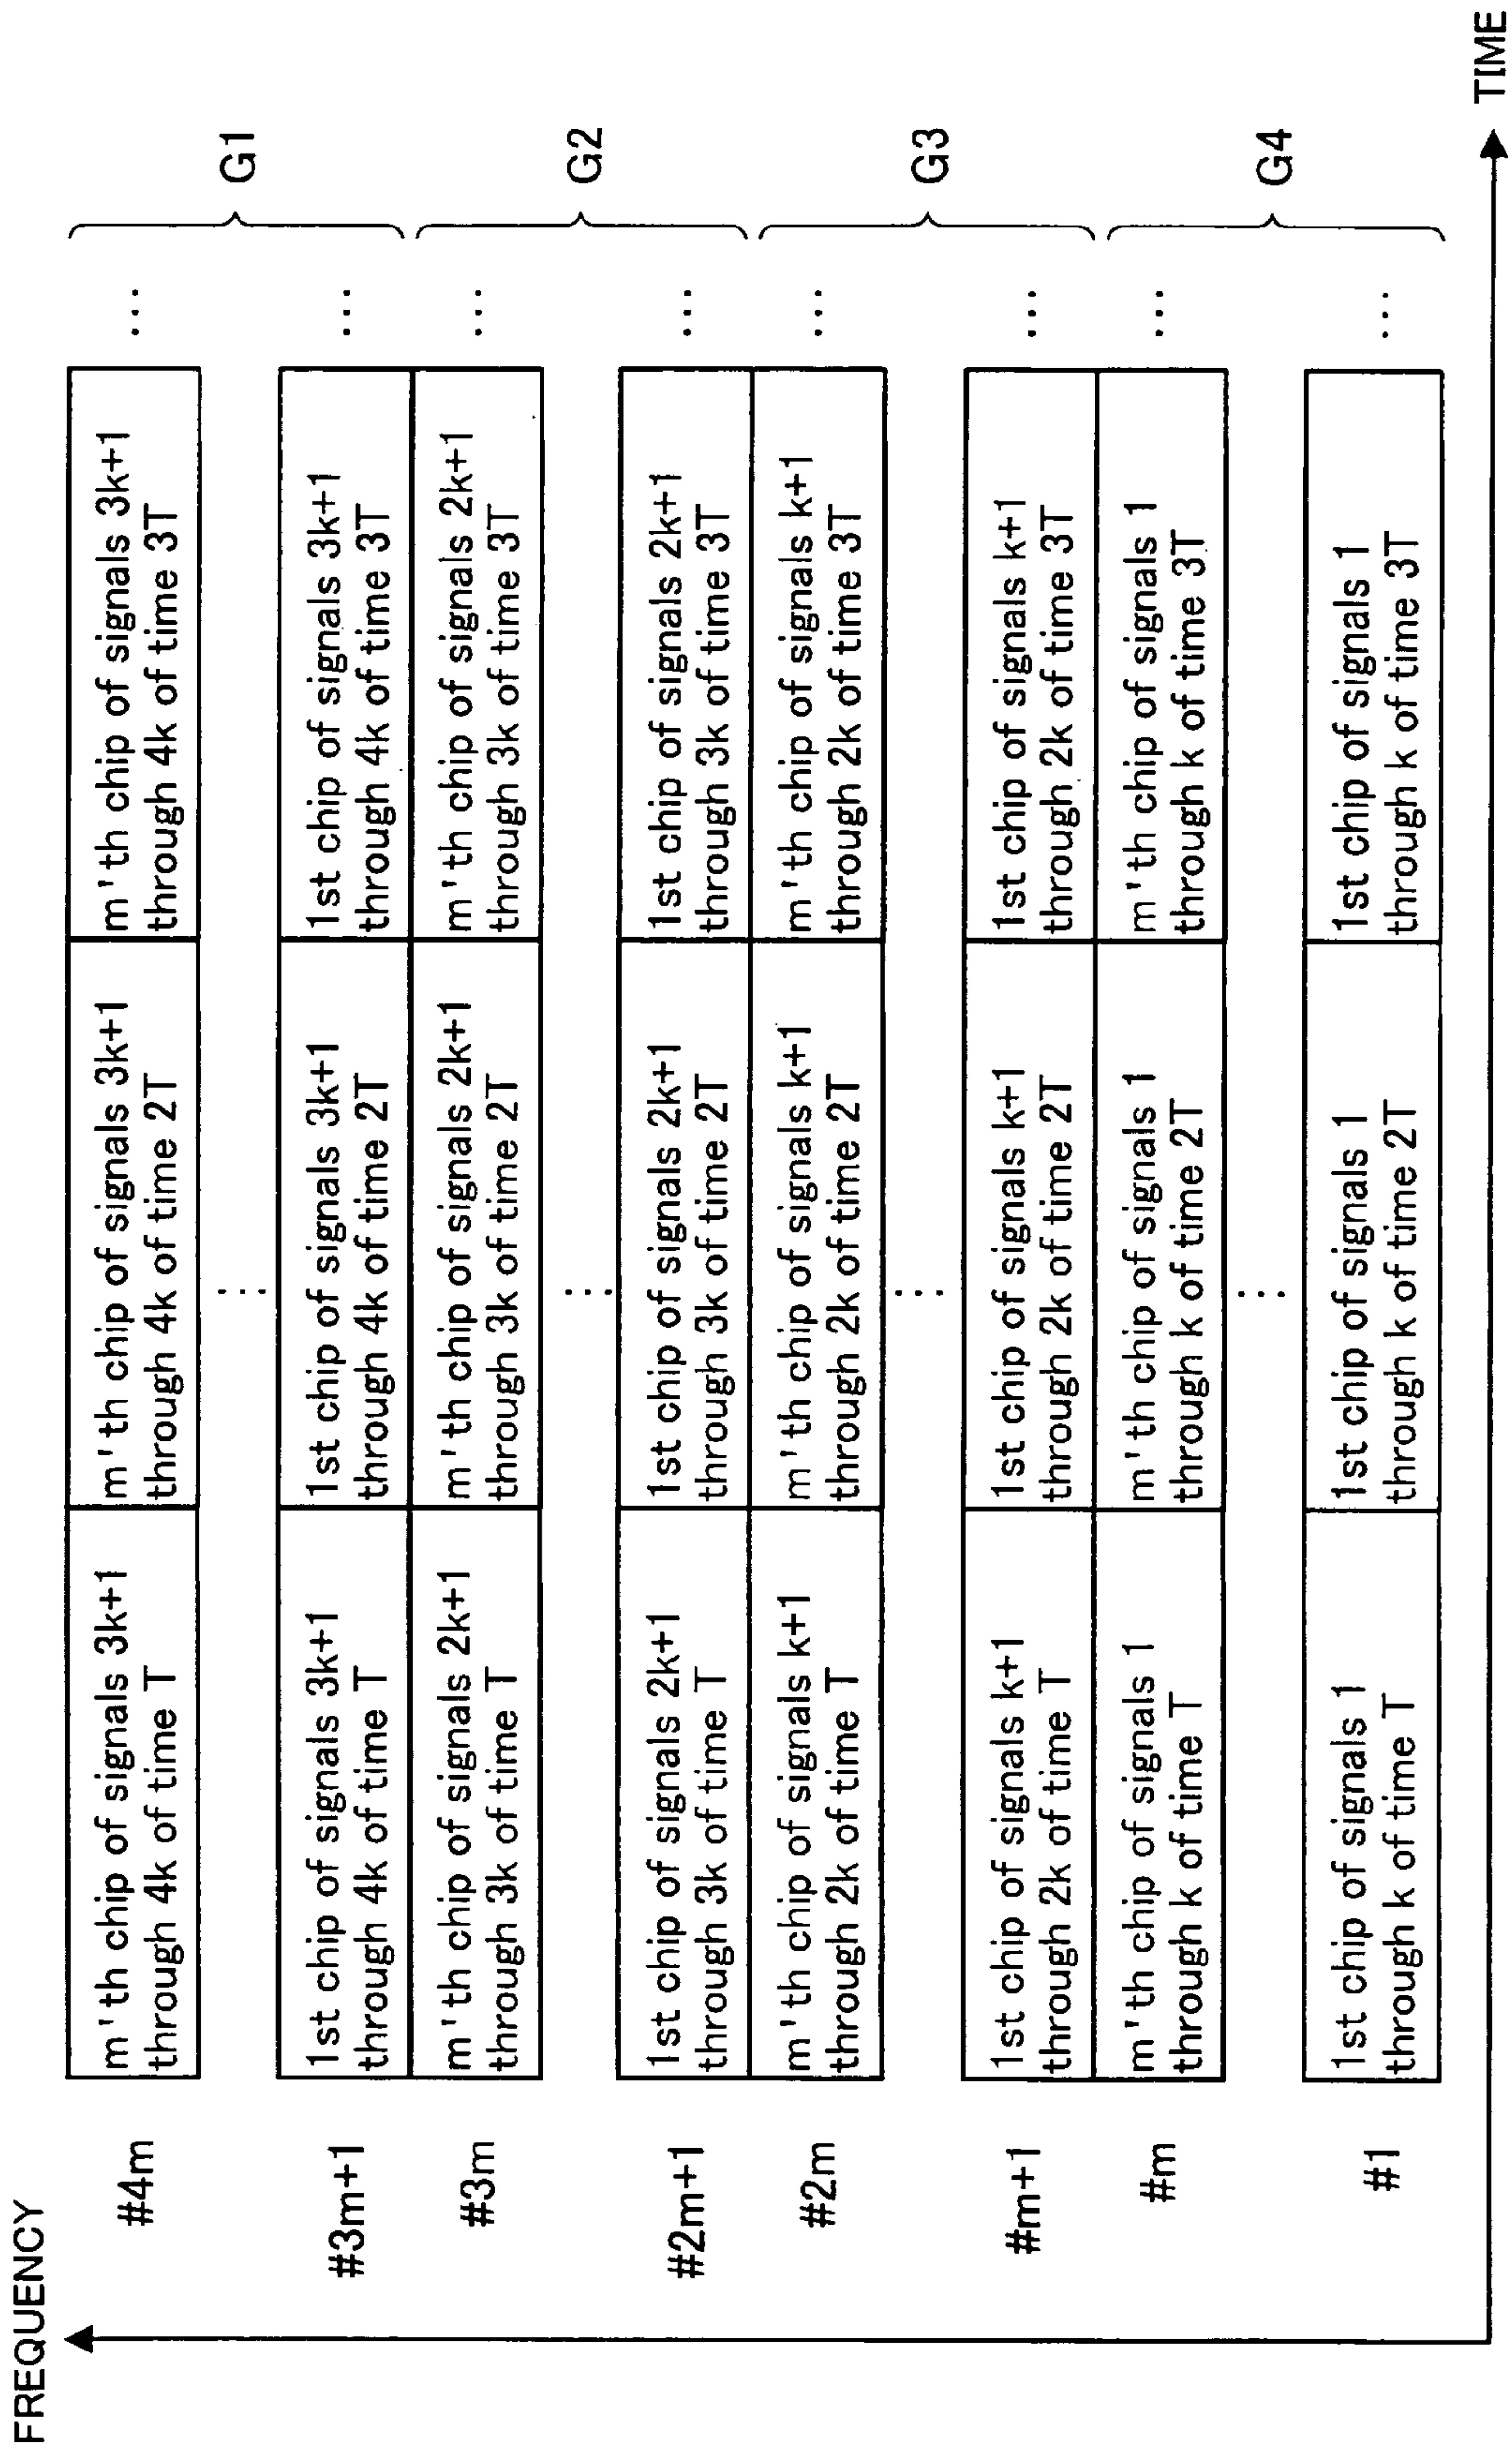 FREQUENCY
#4m
m'th chip of signals 3k+1
through 4k of time T
m'th chip of signals 3k+1
through 4k of time 2T
m'th chip of signals 3k+1
through 4k of time 3T
...
G1
...
#3m+1
1st chip of signals 3k+1
through 4k of time T
1st chip of signals 3k+1
through 4k of time 2T
1st chip of signals 3k+1
through 4k of time 3T
...
#3m
m'th chip of signals 2k+1
through 3k of time T
m'th chip of signals 2k+1
through 3k of time 2T
m'th chip of signals 2k+1
through 3k of time 3T
...
G2
...
#2m+1
1st chip of signals 2k+1
through 3k of time T
1st chip of signals 2k+1
through 3k of time 2T
1st chip of signals 2k+1
through 3k of time 3T
...
#2m
m'th chip of signals k+1
through 2k of time T
m'th chip of signals k+1
through 2k of time 2T
m'th chip of signals k+1
through 2k of time 3T
...
G3
...
#m+1
1st chip of signals k+1
through 2k of time T
1st chip of signals k+1
through 2k of time 2T
1st chip of signals k+1
through 2k of time 3T
...
#m
m'th chip of signals 1
through k of time T
m'th chip of signals 1
through k of time 2T
m'th chip of signals 1
through k of time 3T
...
G4
...
#1
1st chip of signals 1
through k of time T
1st chip of signals 1
through k of time 2T
1st chip of signals 1
through k of time 3T
...
TIME